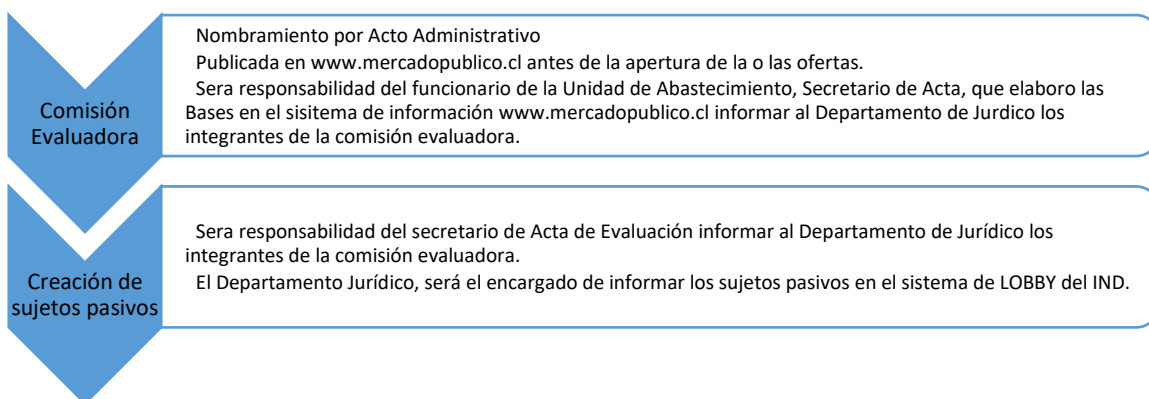 Comisión
Evaluadora
Nombramiento por Acto Administrativo
Publicada en www.mercadopublico.cl antes de la apertura de la o las ofertas.
Sera responsabilidad del funcionario de la Unidad de Abastecimiento, Secretario de Acta, que elaboro las
Bases en el sisitema de información www.mercadopublico.cl informar al Departamento de Jurdico los
integrantes de la comisión evaluadora.
Creación de
sujetos pasivos
Sera responsabilidad del secretario de Acta de Evaluación informar al Departamento de Jurídico los
integrantes de la comisión evaluadora.
El Departamento Jurídico, será el encargado de informar los sujetos pasivos en el sistema de LOBBY del IND.